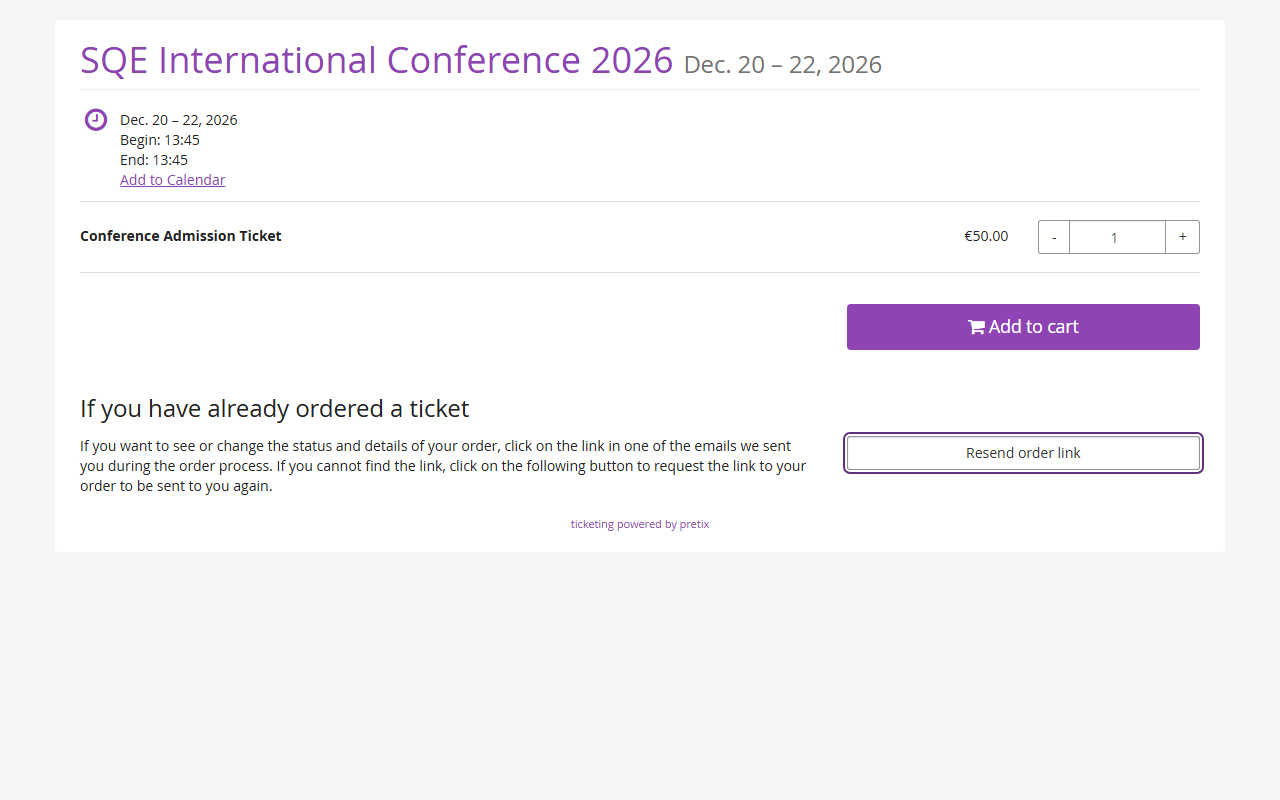 SQE International Conference 2026 Dec. 20 – 22, 2026
Dec. 20 – 22, 2026
Begin: 13:45
End: 13:45
Add to Calendar
Conference Admission Ticket €50.00 - 1 +
Add to cart
If you have already ordered a ticket
If you want to see or change the status and details of your order, click on the link in one of the emails we sent
you during the order process. If you cannot find the link, click on the following button to request the link to your
order to be sent to you again.
Resend order link
ticketing powered by pretix